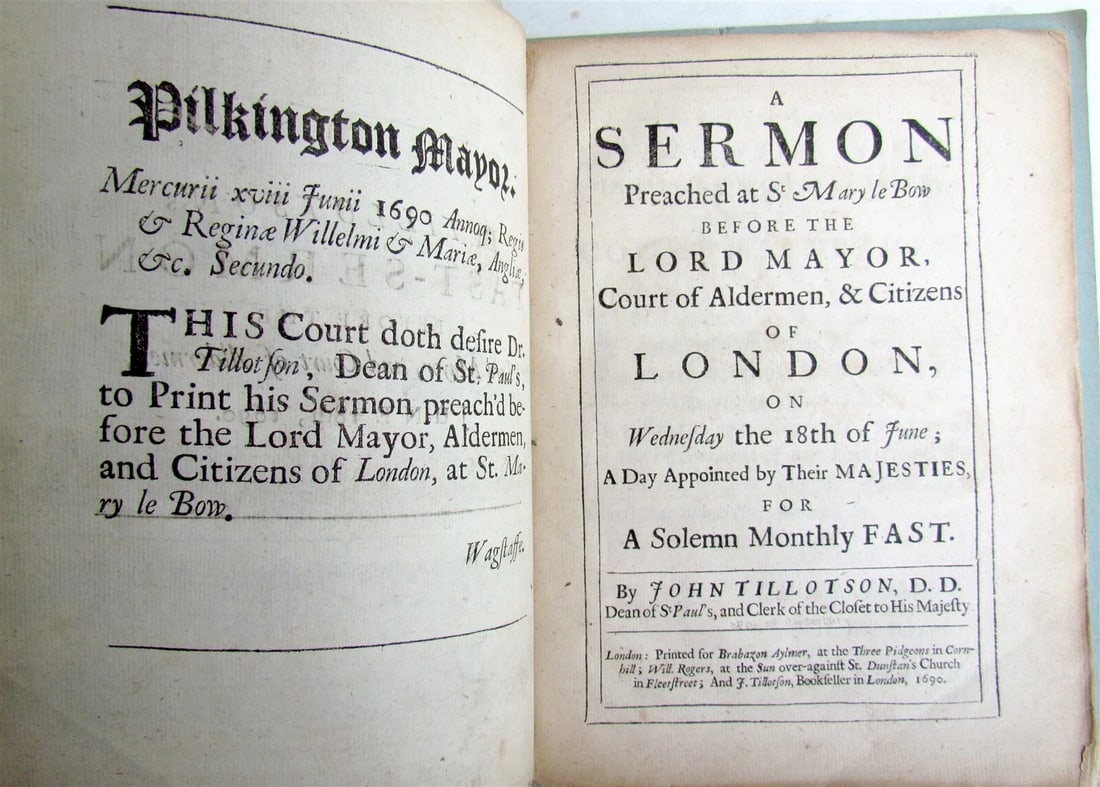 Pilkington Mayor.
Mercurii xviii Junii 1690 Annoq; Regis
& Reginæ Willelmi & Mariæ, Angliæ,
&c. Secundo.
THIS Court doth deſire Dr.
Tillotſon, Dean of St. Paul's,
to Print his Sermon preach'd be-
fore the Lord Mayor, Aldermen,
and Citizens of London, at St. Ma-
ry le Bow.
Wagſtaffe.
A
SERMON
Preached at St Mary le Bow
BEFORE THE
LORD MAYOR,
Court of Aldermen, & Citizens
OF
LONDON,
ON
Wedneſday the 18th of June;
A Day Appointed by Their MAJESTIES,
FOR
A Solemn Monthly FAST.
By JOHN TILLOTSON, D. D.
Dean of St Paul's, and Clerk of the Cloſet to His Majeſty
London: Printed for Brabazon Aylmer, at the Three Pidgeons in Corn-
hill; Will. Rogers, at the Sun over-againſt St. Dunſtan's Church
in Fleetſtreet; And J. Tillotſon, Bookſeller in London, 1690.